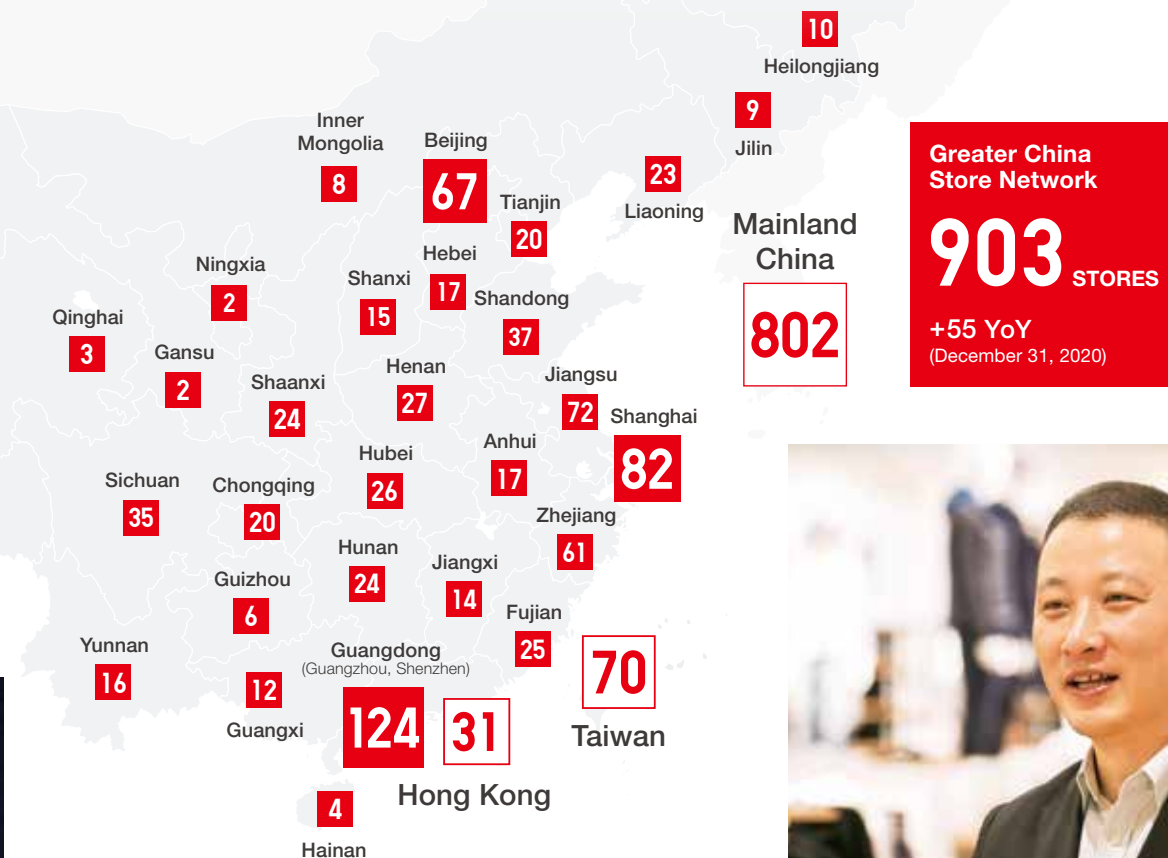 10
Heilongjiang
9
Jilin
Inner
Mongolia
8
Beijing
67
Tianjin
20
23
Liaoning
Mainland
China
802
Greater China
Store Network
903 STORES
+55 YoY
(December 31, 2020)
Ningxia
2
Shanxi
15
Hebei
17
Shandong
37
Qinghai
3
Gansu
2
Shaanxi
24
Henan
27
Jiangsu
72
Shanghai
82
Sichuan
35
Chongqing
20
Hubei
26
Anhui
17
Zhejiang
61
Guizhou
6
Hunan
24
Jiangxi
14
Fujian
25
Yunnan
16
12
Guangxi
Guangdong
(Guangzhou, Shenzhen)
124
31
Hong Kong
70
Taiwan
4
Hainan